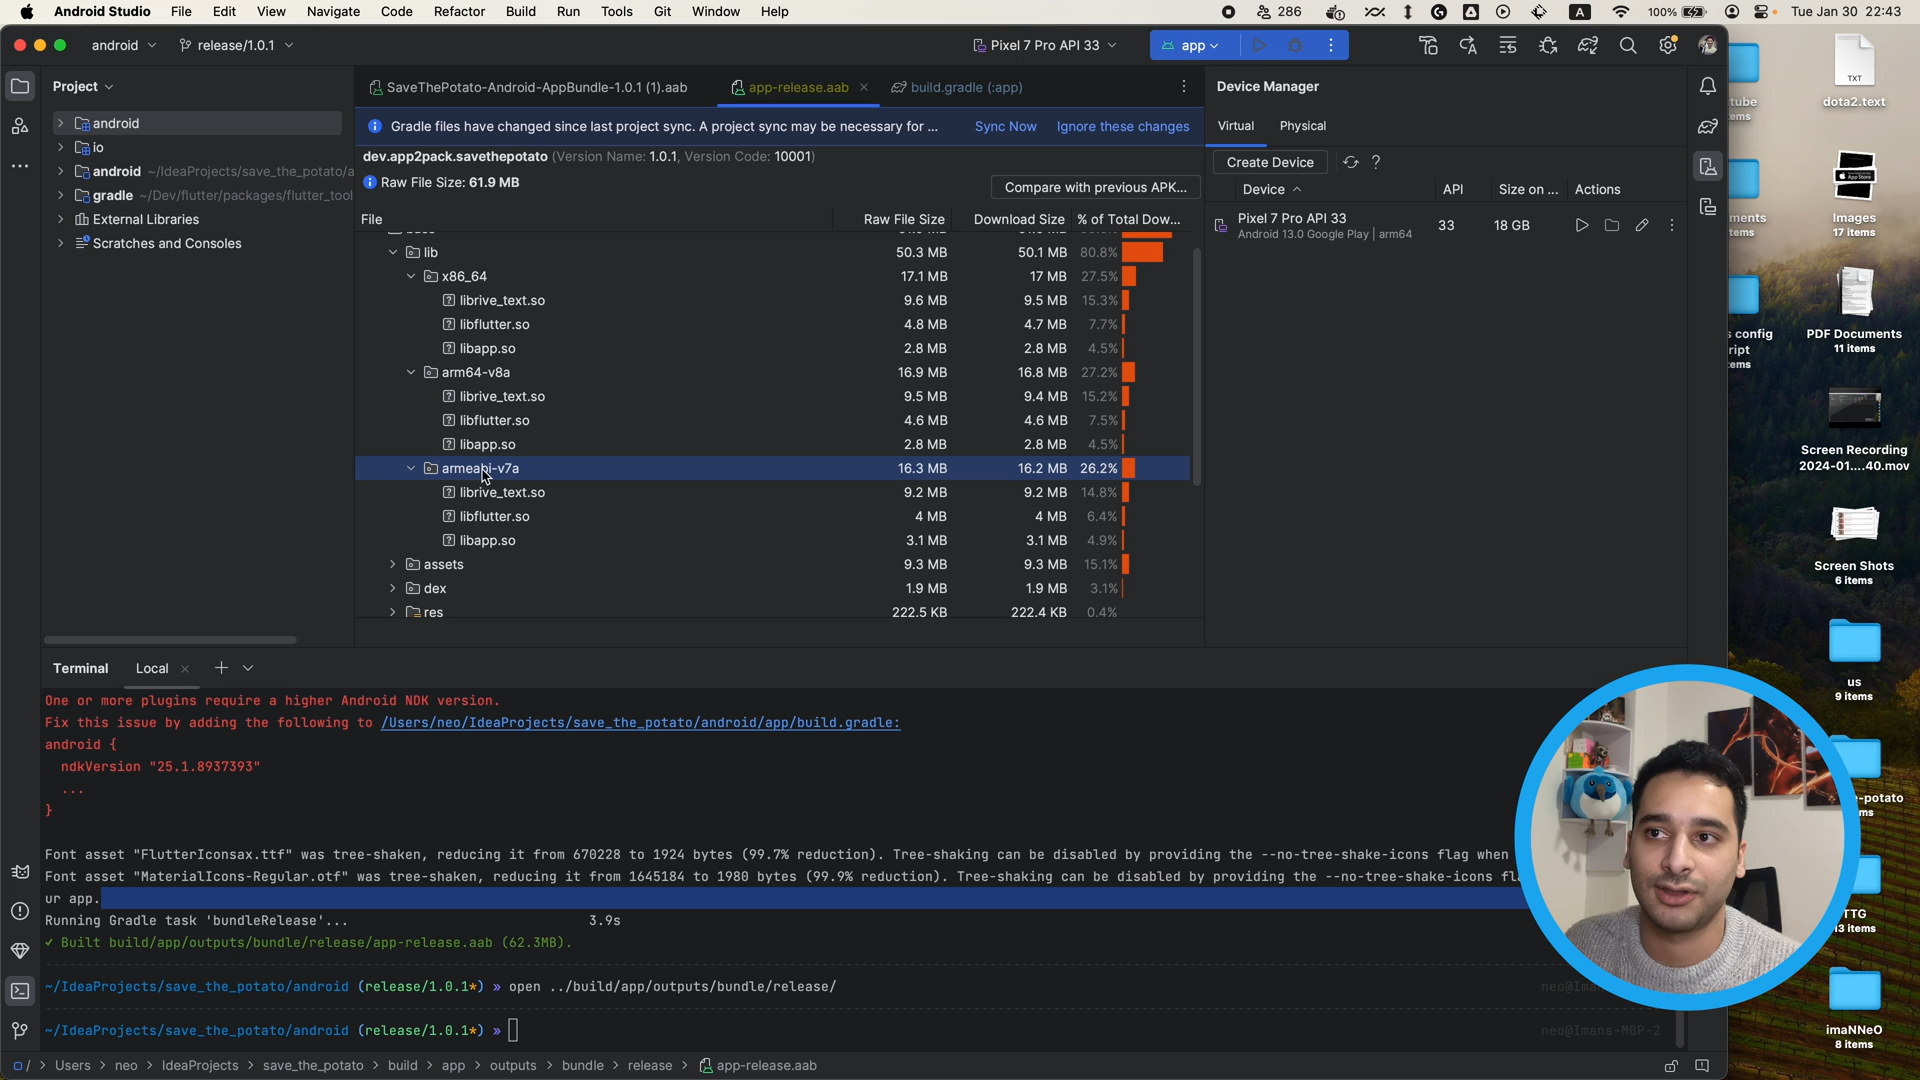 Android Studio File Edit View Navigate Code Refactor Build Run Tools Git Window Help 286 A 100% Tue Jan 30 22:43
android release/1.0.1 Pixel 7 Pro API 33 app
Project
android
io
android ~/IdeaProjects/save_the_potato/a
gradle ~/Dev/flutter/packages/flutter_tool
External Libraries
Scratches and Consoles
SaveThePotato-Android-AppBundle-1.0.1 (1).aab app-release.aab build.gradle (:app)
Gradle files have changed since last project sync. A project sync may be necessary for ... Sync Now Ignore these changes
dev.app2pack.savethepotato (Version Name: 1.0.1, Version Code: 10001)
Raw File Size: 61.9 MB
Compare with previous APK...
File Raw File Size Download Size % of Total Dow...
lib 50.3 MB 50.1 MB 80.8%
x86_64 17.1 MB 17 MB 27.5%
librive_text.so 9.6 MB 9.5 MB 15.3%
libflutter.so 4.8 MB 4.7 MB 7.7%
libapp.so 2.8 MB 2.8 MB 4.5%
arm64-v8a 16.9 MB 16.8 MB 27.2%
librive_text.so 9.5 MB 9.4 MB 15.2%
libflutter.so 4.6 MB 4.6 MB 7.5%
libapp.so 2.8 MB 2.8 MB 4.5%
armeabi-v7a 16.3 MB 16.2 MB 26.2%
librive_text.so 9.2 MB 9.2 MB 14.8%
libflutter.so 4 MB 4 MB 6.4%
libapp.so 3.1 MB 3.1 MB 4.9%
assets 9.3 MB 9.3 MB 15.1%
dex 1.9 MB 1.9 MB 3.1%
res 222.5 KB 222.4 KB 0.4%
Device Manager
Virtual Physical
Create Device
Device API Size on ... Actions
Pixel 7 Pro API 33 33 18 GB
Android 13.0 Google Play | arm64
Terminal Local
One or more plugins require a higher Android NDK version.
Fix this issue by adding the following to /Users/neo/IdeaProjects/save_the_potato/android/app/build.gradle:
android {
ndkVersion "25.1.8937393"
...
}
Font asset "FlutterIconsax.ttf" was tree-shaken, reducing it from 670228 to 1924 bytes (99.7% reduction). Tree-shaking can be disabled by providing the --no-tree-shake-icons flag when
Font asset "MaterialIcons-Regular.otf" was tree-shaken, reducing it from 1645184 to 1980 bytes (99.9% reduction). Tree-shaking can be disabled by providing the --no-tree-shake-icons
ur app.
Running Gradle task 'bundleRelease'... 3.9s
✓ Built build/app/outputs/bundle/release/app-release.aab (62.3MB).
~/IdeaProjects/save_the_potato/android (release/1.0.1*) » open ../build/app/outputs/bundle/release/
~/IdeaProjects/save_the_potato/android (release/1.0.1*) » neo@Imans-MBP-2
/ Users > neo > IdeaProjects > save_the_potato > build > app > outputs > bundle > release > app-release.aab
TXT
dota2.text
Images
17 items
PDF Documents
11 items
Screen Recording
2024-01....40.mov
Screen Shots
6 items
us
9 items
-potato
TTG
13 items
imaNNeO
8 items